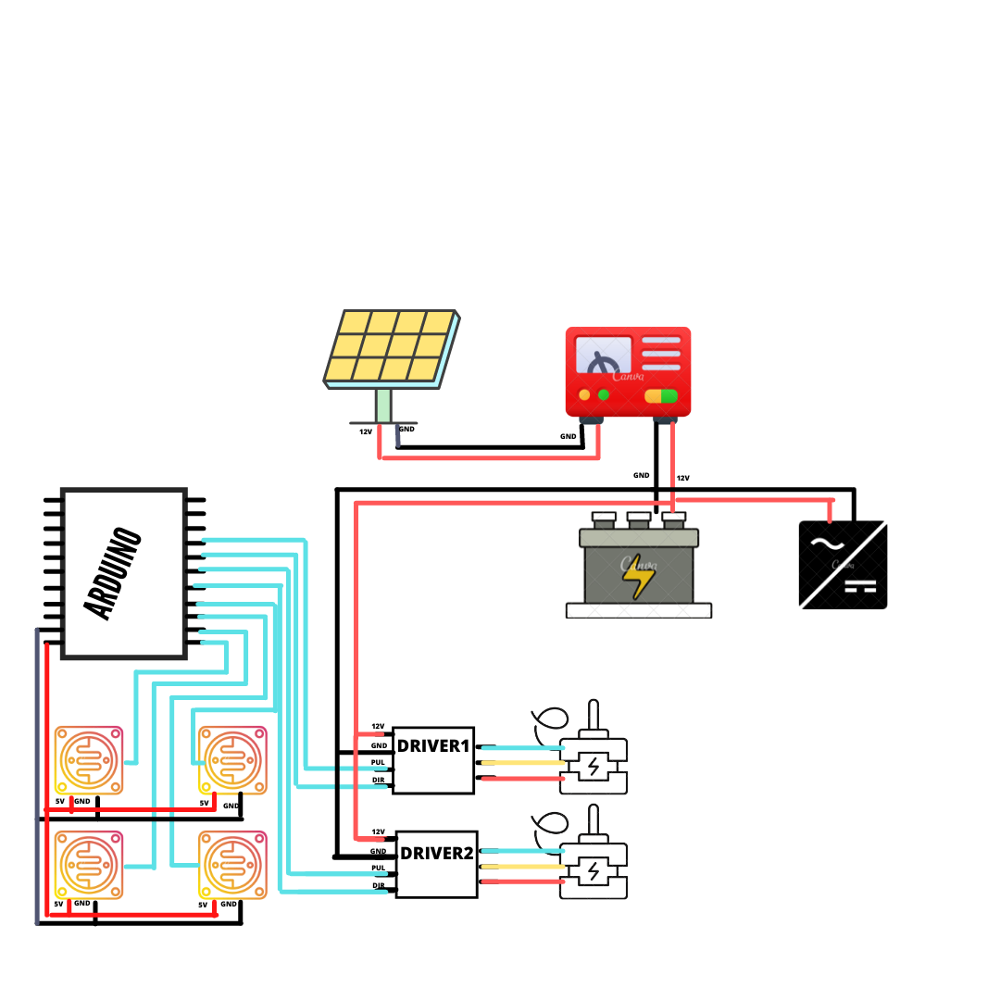 Canva
12V
GND
GND
GND
12V
ARDUINO
Canva
Canva
12V
GND
PUL
DIR
DRIVER1
5V
GND
5V
GND
12V
GND
PUL
DIR
DRIVER2
5V
GND
5V
GND